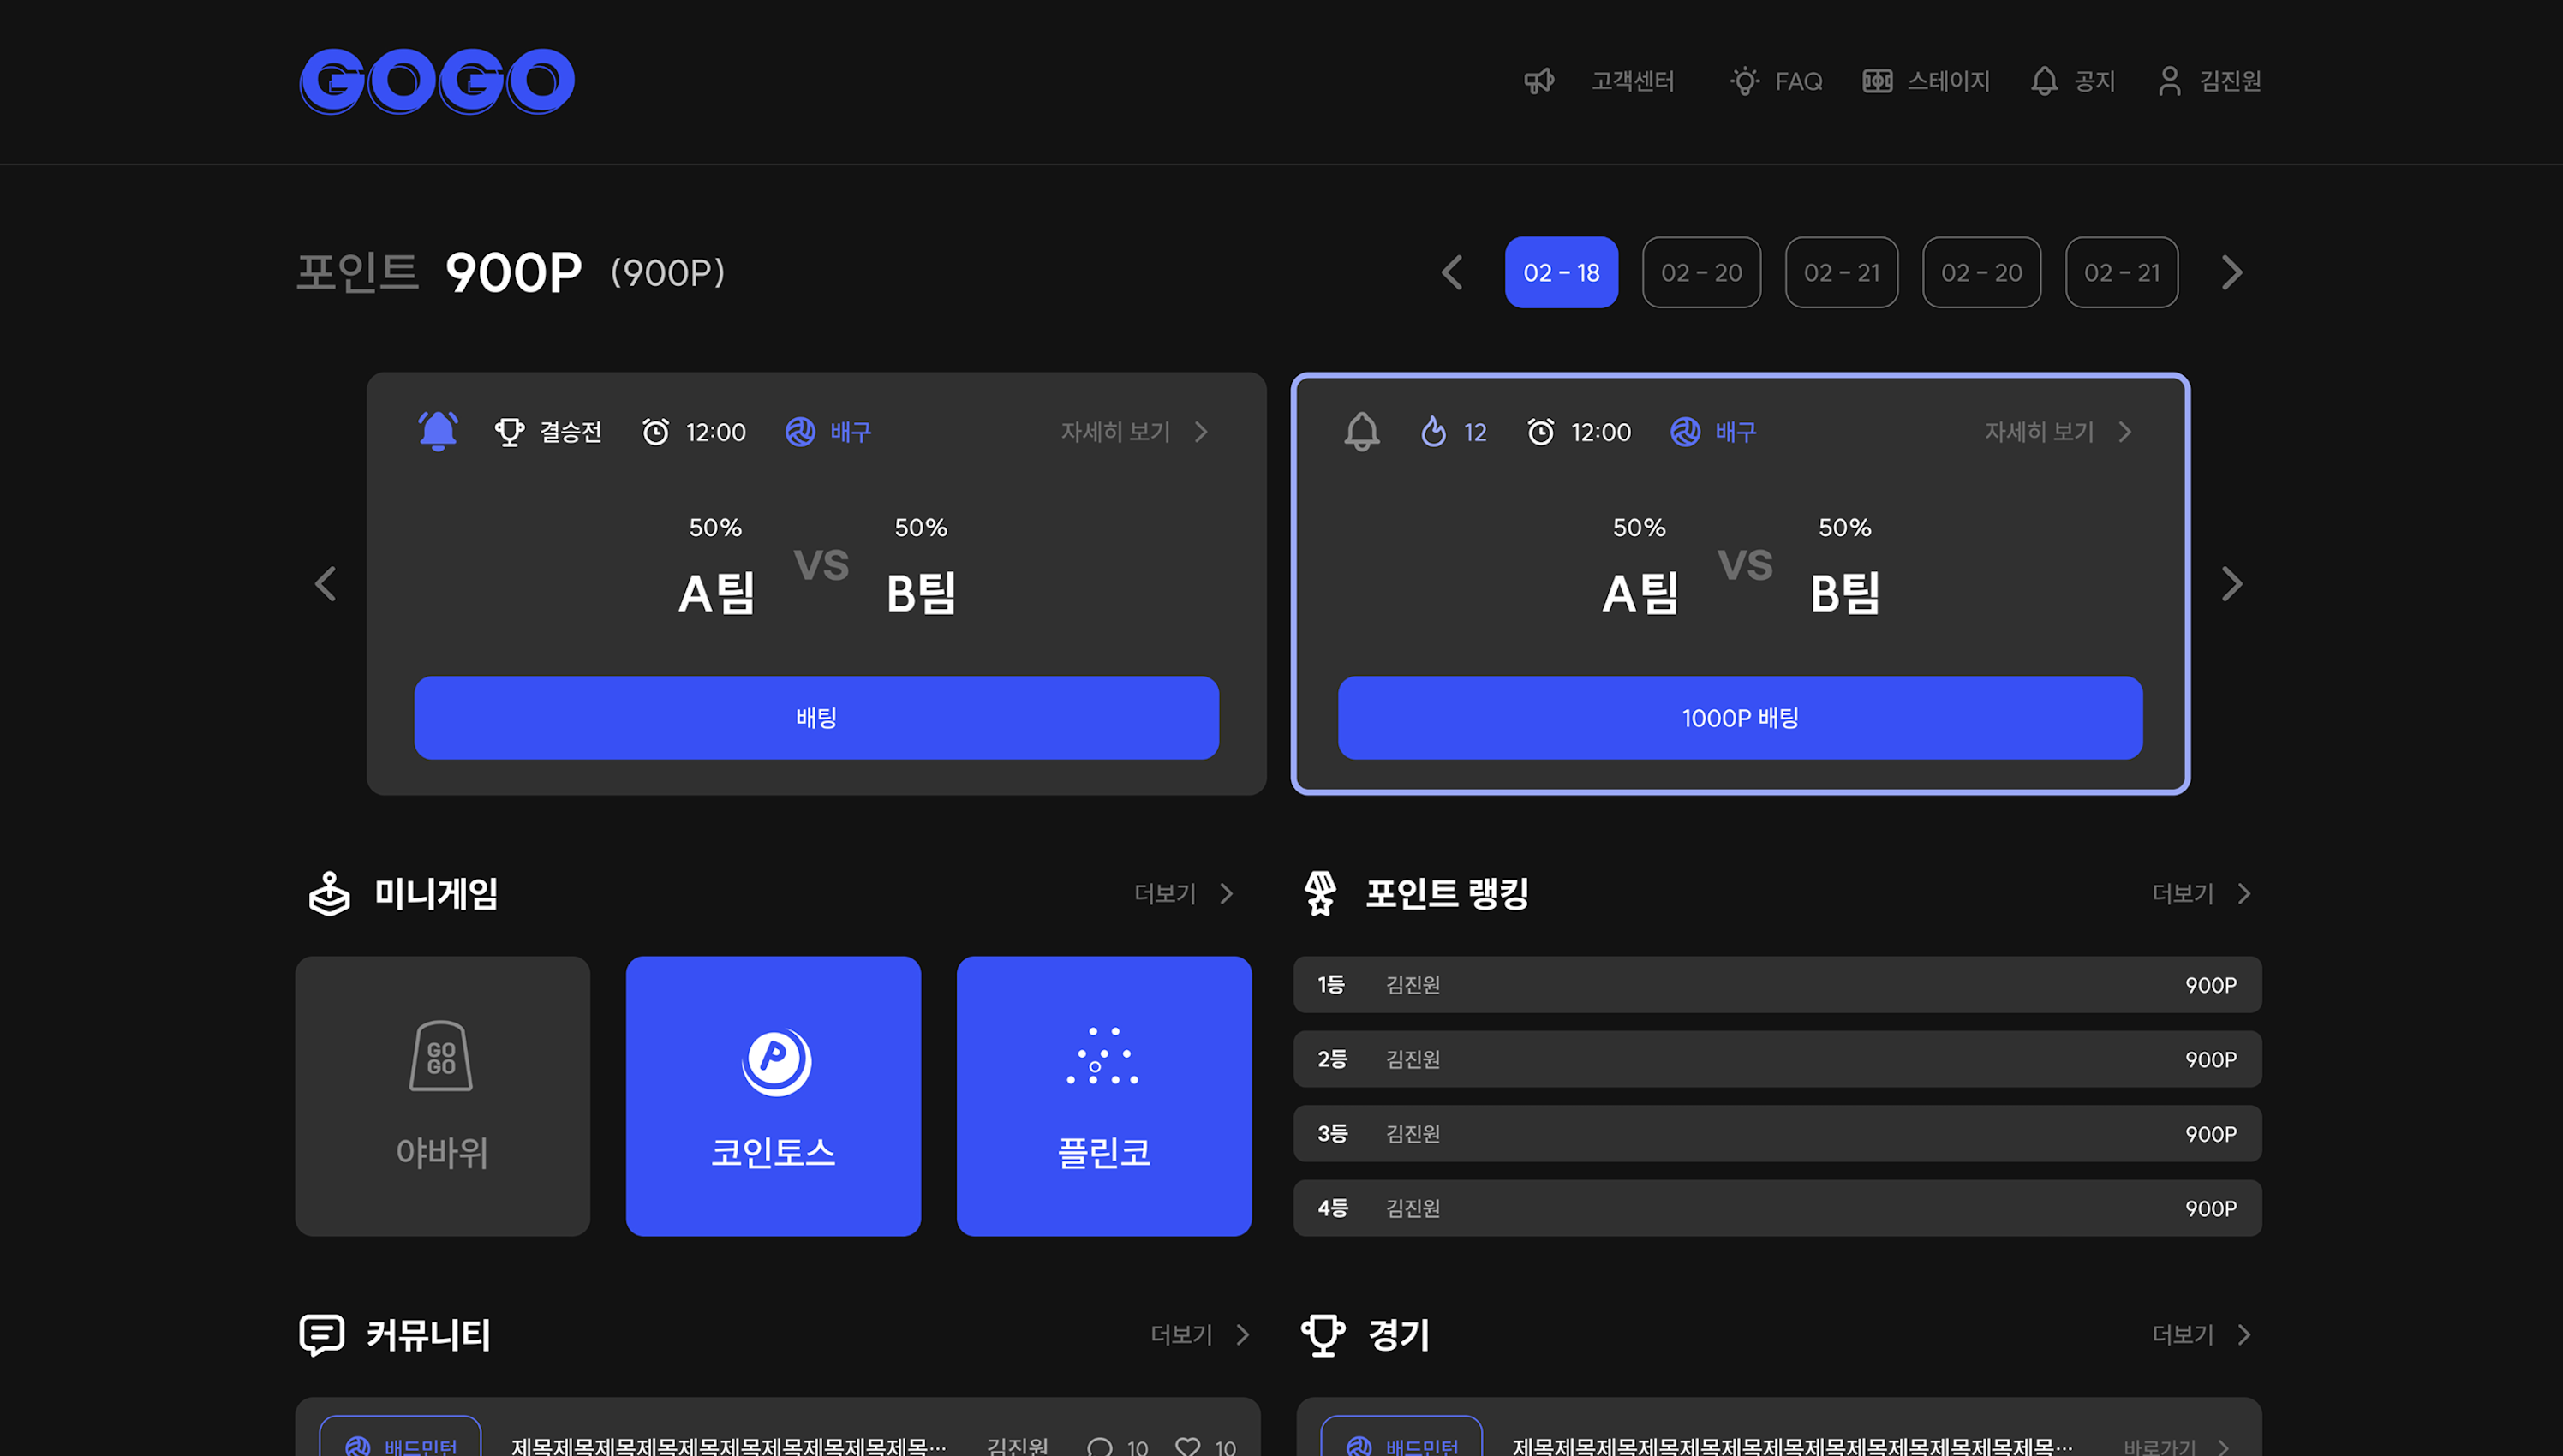 GOGO
고객센터 FAQ 스테이지 공지 김진원
포인트 900P (900P)
02 - 18 02 - 20 02 - 21 02 - 20 02 - 21
결승전 12:00 배구 자세히 보기
50% 50%
A팀 VS B팀
배팅
12 12:00 배구 자세히 보기
50% 50%
A팀 VS B팀
1000P 배팅
미니게임 더보기
GO
GO
야바위
P
코인토스
플린코
포인트 랭킹 더보기
1등 김진원 900P
2등 김진원 900P
3등 김진원 900P
4등 김진원 900P
커뮤니티 더보기
배드민턴 제목제목제목제목제목제목제목제목제목제목… 김진원 10 10
경기 더보기
배드민턴 제목제목제목제목제목제목제목제목제목제목제목제목제목… 바로가기